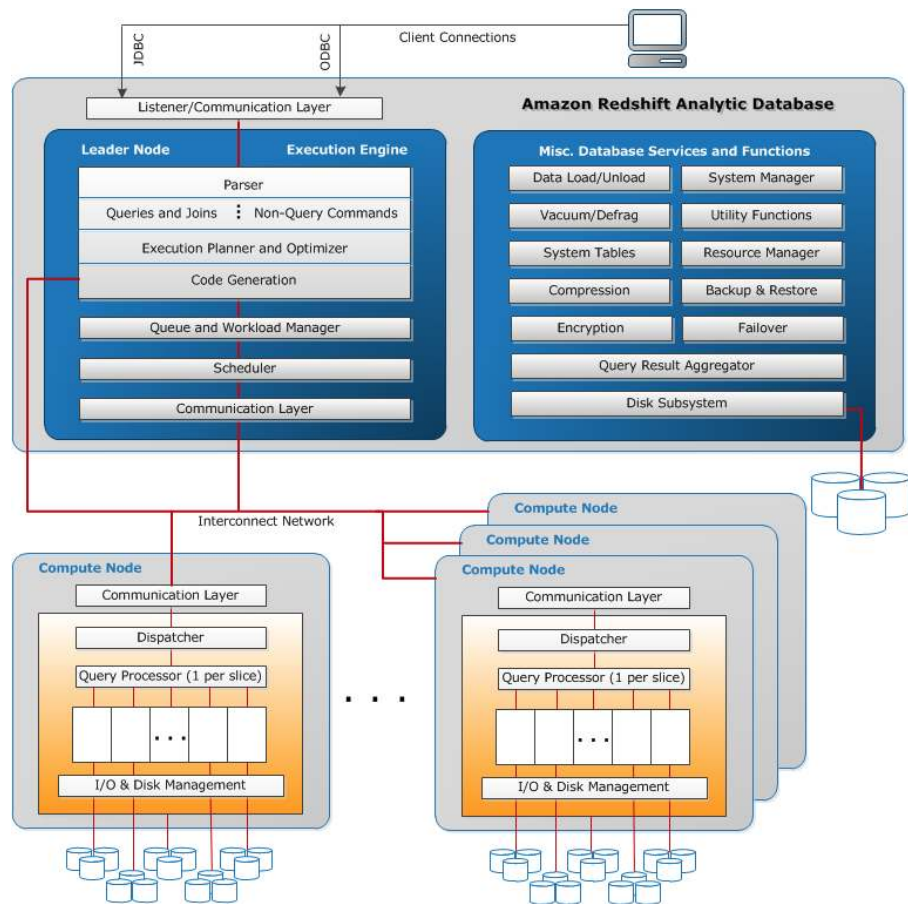 Client Connections
JDBC
ODBC
Listener/Communication Layer
Amazon Redshift Analytic Database
Leader Node
Execution Engine
Parser
Queries and Joins
Non-Query Commands
Execution Planner and Optimizer
Code Generation
Queue and Workload Manager
Scheduler
Communication Layer
Misc. Database Services and Functions
Data Load/Unload
System Manager
Vacuum/Defrag
Utility Functions
System Tables
Resource Manager
Compression
Backup & Restore
Encryption
Failover
Query Result Aggregator
Disk Subsystem
Interconnect Network
Compute Node
Communication Layer
Dispatcher
Query Processor (1 per slice)
...
I/O & Disk Management
. . .
Compute Node
Compute Node
Compute Node
Communication Layer
Dispatcher
Query Processor (1 per slice)
...
I/O & Disk Management